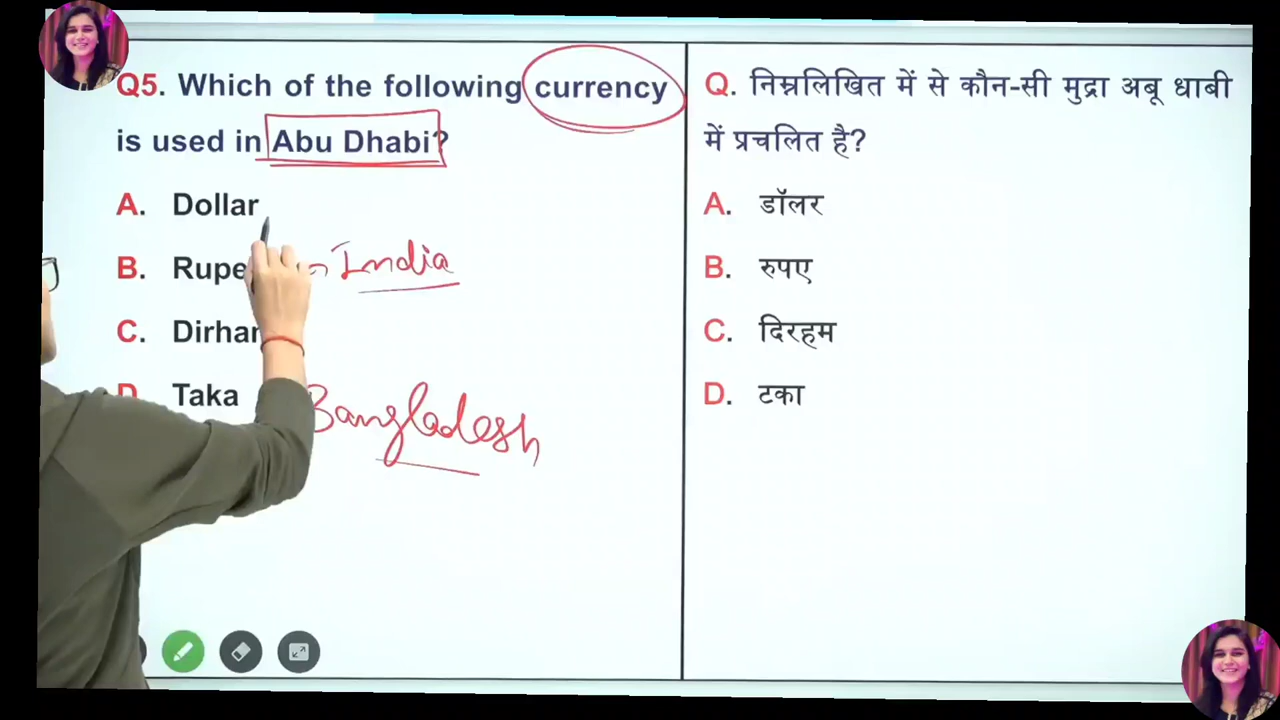 Q5. Which of the following currency
is used in Abu Dhabi?
A. Dollar
B. Rupe
India
C. Dirham
D. Taka
Bangladesh
Q. निम्नलिखित में से कौन-सी मुद्रा अबू धाबी
में प्रचलित है?
A. डॉलर
B. रुपए
C. दिरहम
D. टका